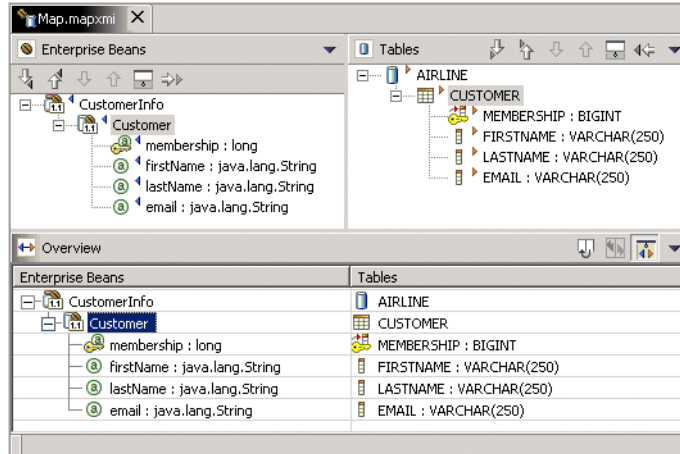 Map.mapxmi
Enterprise Beans
Tables
CustomerInfo
Customer
membership : long
firstName : java.lang.String
lastName : java.lang.String
email : java.lang.String
AIRLINE
CUSTOMER
MEMBERSHIP : BIGINT
FIRSTNAME : VARCHAR(250)
LASTNAME : VARCHAR(250)
EMAIL : VARCHAR(250)
Overview
Enterprise Beans Tables
CustomerInfo AIRLINE
Customer CUSTOMER
membership : long MEMBERSHIP : BIGINT
firstName : java.lang.String FIRSTNAME : VARCHAR(250)
lastName : java.lang.String LASTNAME : VARCHAR(250)
email : java.lang.String EMAIL : VARCHAR(250)